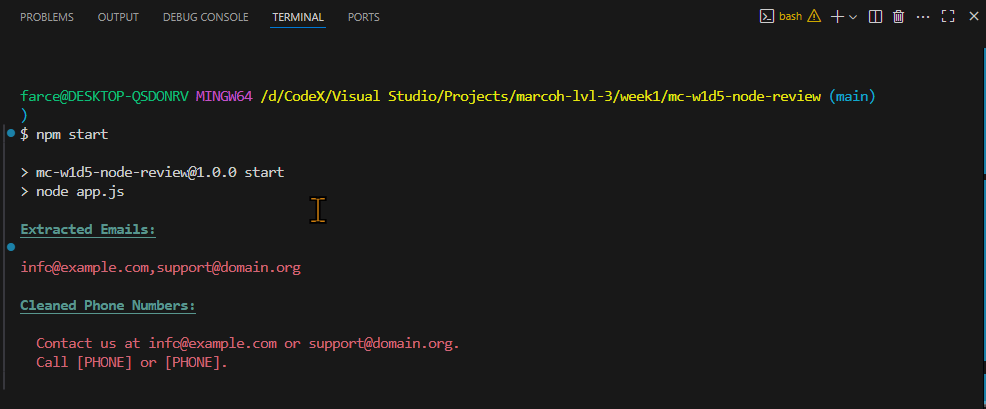 PROBLEMS OUTPUT DEBUG CONSOLE TERMINAL PORTS bash
farce@DESKTOP-QSDONRV MINGW64 /d/CodeX/Visual Studio/Projects/marcoh-lvl-3/week1/mc-w1d5-node-review (main)
)
$ npm start
> mc-w1d5-node-review@1.0.0 start
> node app.js
Extracted Emails:
info@example.com,support@domain.org
Cleaned Phone Numbers:
Contact us at info@example.com or support@domain.org.
Call [PHONE] or [PHONE].